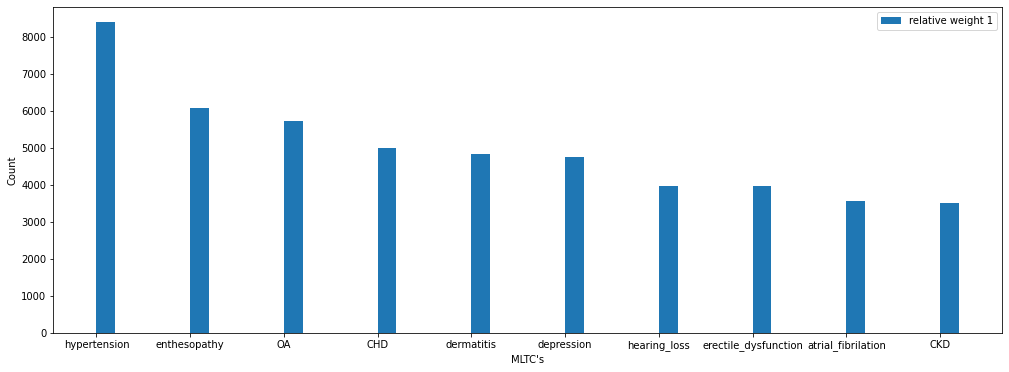 relative weight 1
8000
7000
6000
5000
4000
3000
2000
1000
0
Count
hypertension enthesopathy OA CHD dermatitis depression hearing_loss erectile_dysfunction atrial_fibrilation CKD
MLTC's